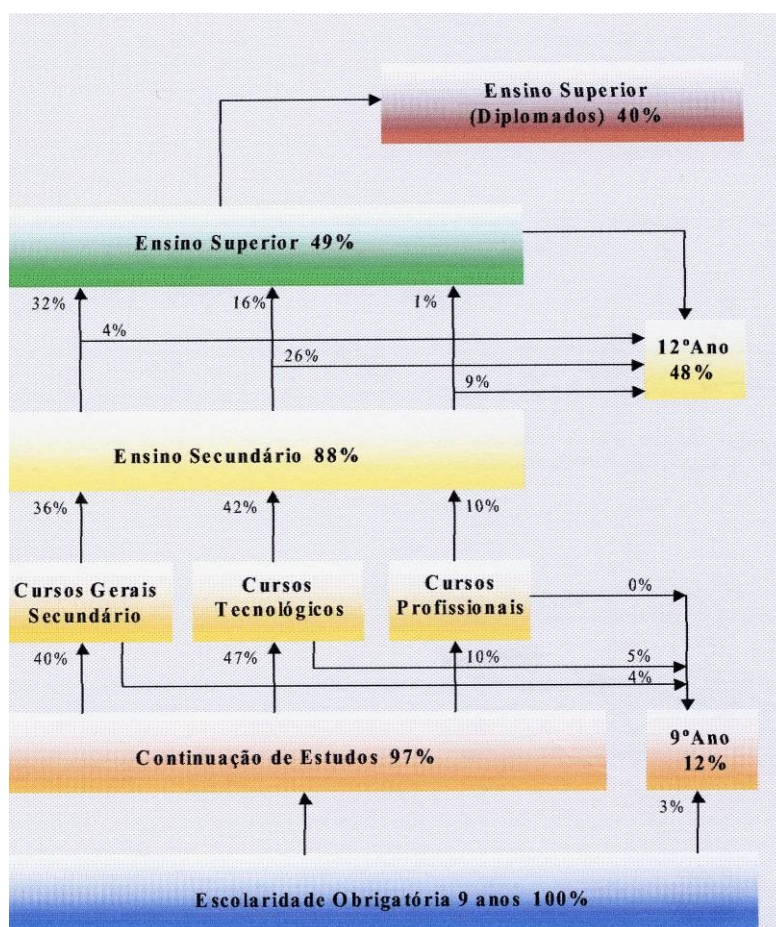 Ensino Superior
(Diplomados) 40%
Ensino Superior 49%
32%
16%
1%
4%
26%
9%
12ºAno
48%
Ensino Secundário 88%
36%
42%
10%
Cursos Gerais
Secundário
Cursos
Tecnológicos
Cursos
Profissionais
0%
40%
47%
10%
5%
4%
Continuação de Estudos 97%
9ºAno
12%
3%
Escolaridade Obrigatória 9 anos 100%